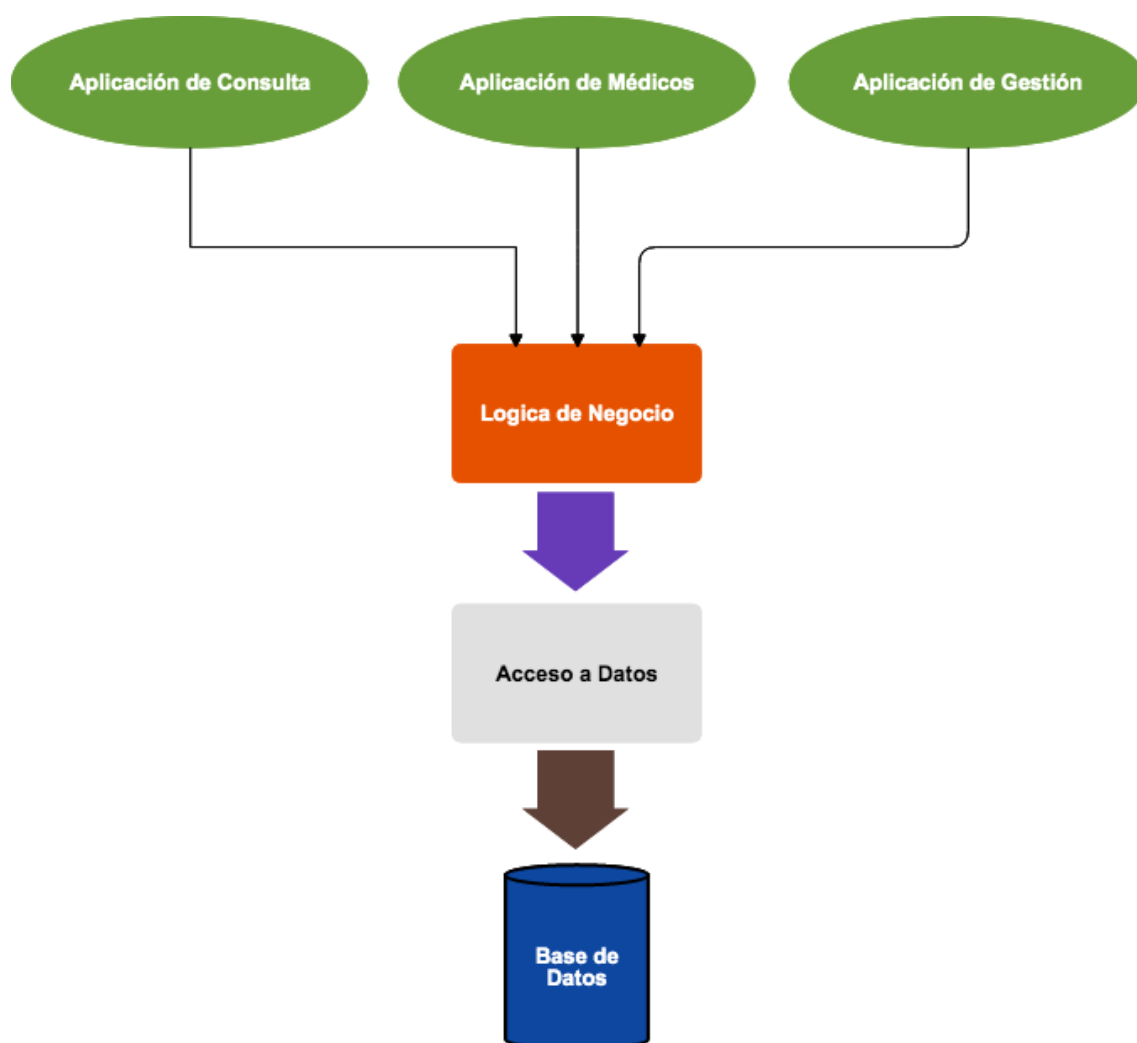 Aplicación de Consulta
Aplicación de Médicos
Aplicación de Gestión
Logica de Negocio
Acceso a Datos
Base de
Datos